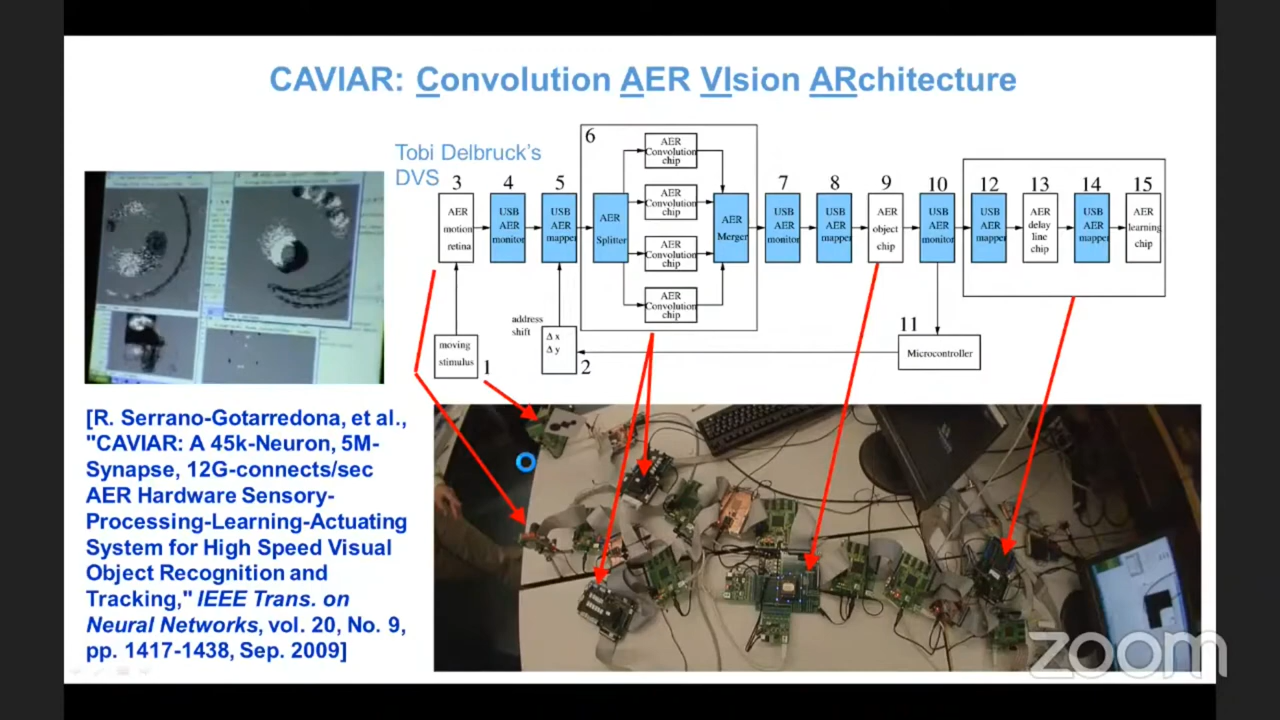 CAVIAR: Convolution AER VIsion ARchitecture
Tobi Delbruck's
DVS
3
AER
motion
retina
4
USB
AER
monitor
5
USB
AER
mapper
6
AER
Splitter
AER
Convolution
chip
AER
Convolution
chip
AER
Convolution
chip
AER
Convolution
chip
AER
Merger
7
USB
AER
monitor
8
USB
AER
mapper
9
AER
object
chip
10
USB
AER
monitor
12
USB
AER
mapper
13
AER
delay
line
chip
14
USB
AER
mapper
15
AER
learning
chip
moving
stimulus
1
address
shift
Δ x
Δ y
2
11
Microcontroller
[R. Serrano-Gotarredona, et al.,
"CAVIAR: A 45k-Neuron, 5M-
Synapse, 12G-connects/sec
AER Hardware Sensory-
Processing-Learning-Actuating
System for High Speed Visual
Object Recognition and
Tracking," IEEE Trans. on
Neural Networks, vol. 20, No. 9,
pp. 1417-1438, Sep. 2009]
zoom